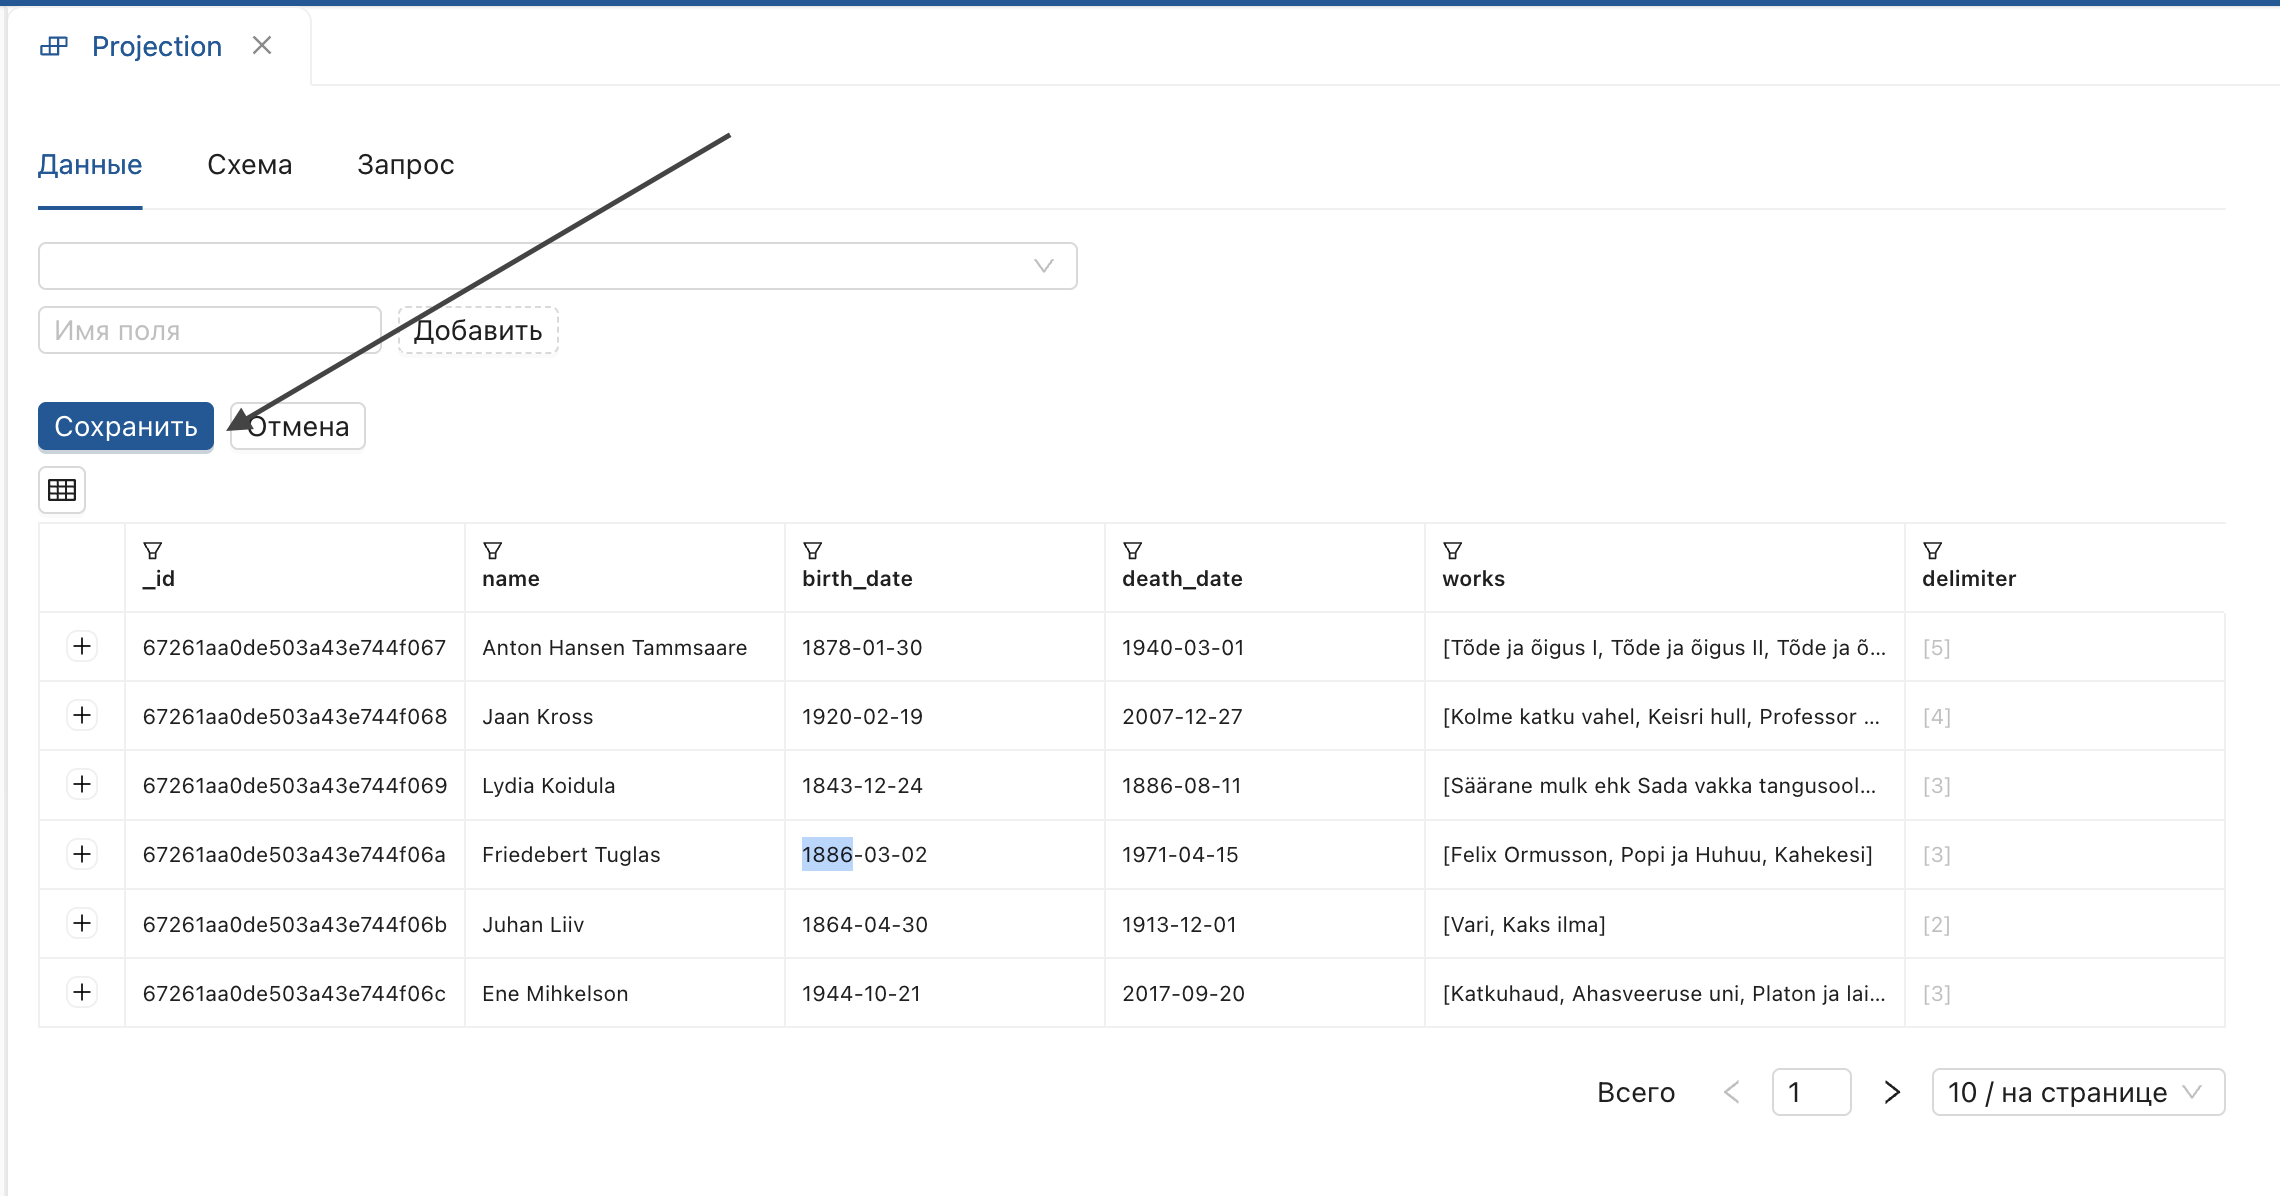 Projection
Данные Схема Запрос
Имя поля Добавить
Сохранить Отмена
_id name birth_date death_date works delimiter
67261aa0de503a43e744f067 Anton Hansen Tammsaare 1878-01-30 1940-03-01 [Tõde ja õigus I, Tõde ja õigus II, Tõde ja õ... [5]
67261aa0de503a43e744f068 Jaan Kross 1920-02-19 2007-12-27 [Kolme katku vahel, Keisri hull, Professor ... [4]
67261aa0de503a43e744f069 Lydia Koidula 1843-12-24 1886-08-11 [Säärane mulk ehk Sada vakka tangusool... [3]
67261aa0de503a43e744f06a Friedebert Tuglas 1886-03-02 1971-04-15 [Felix Ormusson, Popi ja Huhuu, Kahekesi] [3]
67261aa0de503a43e744f06b Juhan Liiv 1864-04-30 1913-12-01 [Vari, Kaks ilma] [2]
67261aa0de503a43e744f06c Ene Mihkelson 1944-10-21 2017-09-20 [Katkuhaud, Ahasveeruse uni, Platon ja lai... [3]
Всего 1 10 / на странице